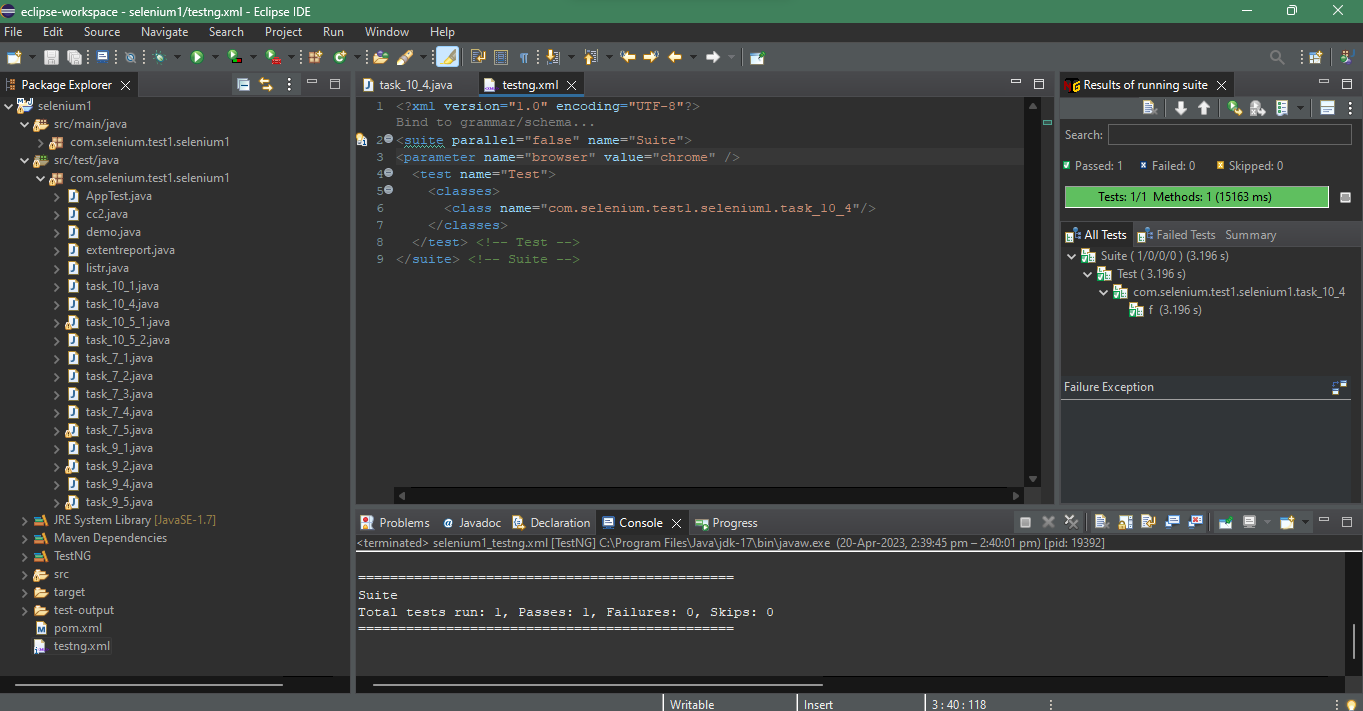 eclipse-workspace - selenium1/testng.xml - Eclipse IDE
File Edit Source Navigate Search Project Run Window Help
Package Explorer
selenium1
src/main/java
com.selenium.test1.selenium1
src/test/java
com.selenium.test1.selenium1
AppTest.java
cc2.java
demo.java
extentreport.java
listr.java
task_10_1.java
task_10_4.java
task_10_5_1.java
task_10_5_2.java
task_7_1.java
task_7_2.java
task_7_3.java
task_7_4.java
task_7_5.java
task_9_1.java
task_9_2.java
task_9_4.java
task_9_5.java
JRE System Library [JavaSE-1.7]
Maven Dependencies
TestNG
src
target
test-output
pom.xml
testng.xml
task_10_4.java testng.xml
1 <?xml version="1.0" encoding="UTF-8"?>
Bind to grammar/schema...
2 <suite parallel="false" name="Suite">
3 <parameter name="browser" value="chrome" />
4 <test name="Test">
5 <classes>
6 <class name="com.selenium.test1.selenium1.task_10_4"/>
7 </classes>
8 </test> <!-- Test -->
9 </suite> <!-- Suite -->
Results of running suite
Search:
Passed: 1 Failed: 0 Skipped: 0
Tests: 1/1 Methods: 1 (15163 ms)
All Tests Failed Tests Summary
Suite ( 1/0/0/0 ) (3.196 s)
Test ( 3.196 s)
com.selenium.test1.selenium1.task_10_4
f (3.196 s)
Failure Exception
Problems Javadoc Declaration Console Progress
<terminated> selenium1_testng.xml [TestNG] C:\Program Files\Java\jdk-17\bin\javaw.exe (20-Apr-2023, 2:39:45 pm – 2:40:01 pm) [pid: 19392]
===============================================
Suite
Total tests run: 1, Passes: 1, Failures: 0, Skips: 0
===============================================
Writable Insert 3 : 40 : 118